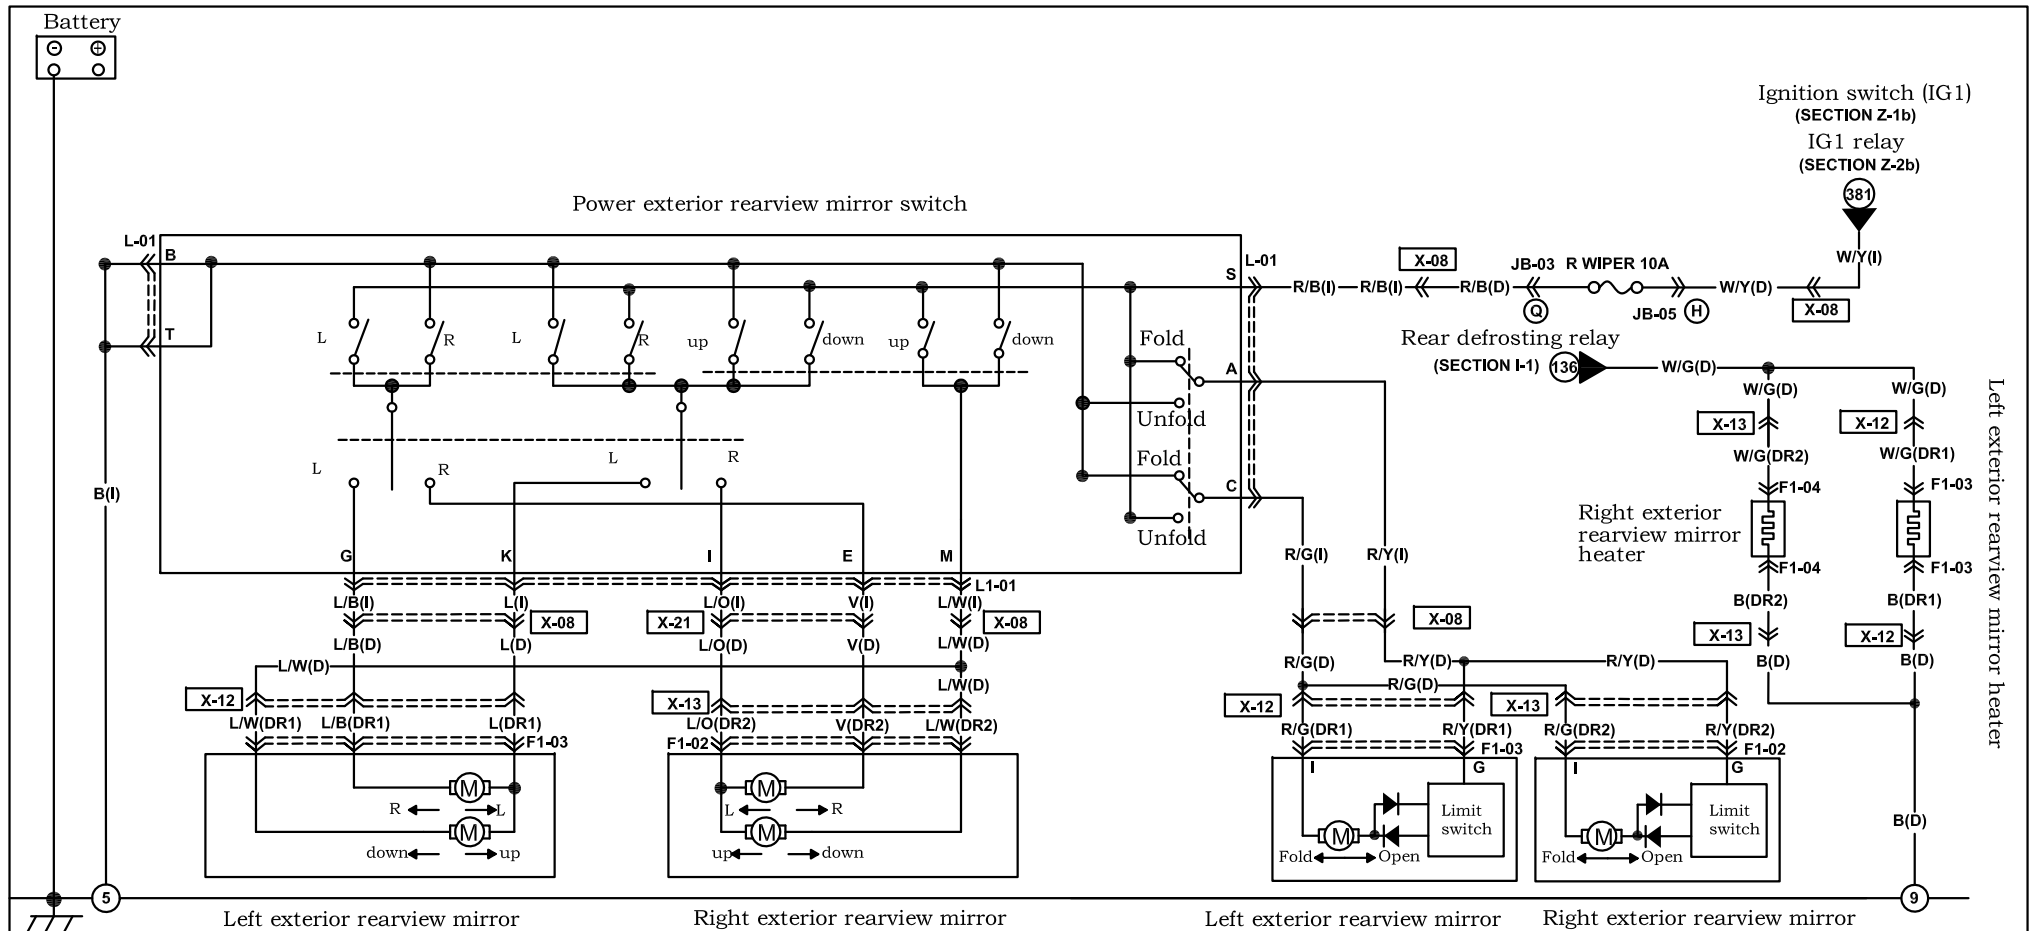 Battery
Ignition switch (IG1)
(SECTION Z-1b)
IG1 relay
(SECTION Z-2b)
381
W/Y(I)
Power exterior rearview mirror switch
L-01
B
T
S
L-01
R/B(I)
R/B(I)
X-08
R/B(D)
JB-03
R WIPER 10A
Q
JB-05
H
W/Y(D)
X-08
L
R
L
R
up
down
up
down
Fold
A
Unfold
Fold
C
Unfold
Rear defrosting relay
(SECTION I-1)
136
W/G(D)
W/G(D)
W/G(D)
X-13
X-12
W/G(DR2)
W/G(DR1)
F1-04
F1-03
Right exterior
rearview mirror
heater
Left exterior rearview mirror heater
F1-04
F1-03
B(DR2)
B(DR1)
X-13
X-12
B(D)
B(D)
B(D)
L
R
L
R
B(I)
G
K
I
E
M
L1-01
L/B(I)
L(I)
L/O(I)
V(I)
L/W(I)
X-08
X-21
X-08
L/B(D)
L(D)
L/O(D)
V(D)
L/W(D)
L/W(D)
L/W(D)
X-12
X-13
L/W(DR1)
L/B(DR1)
L(DR1)
L/O(DR2)
V(DR2)
L/W(DR2)
F1-03
F1-02
M
R
L
M
down
up
M
L
R
M
up
down
R/G(I)
R/Y(I)
X-08
R/G(D)
R/Y(D)
R/Y(D)
R/G(D)
X-12
X-13
R/G(DR1)
R/Y(DR1)
R/G(DR2)
R/Y(DR2)
F1-03
F1-02
I
G
I
G
Limit
switch
M
Fold
Open
Limit
switch
M
Fold
Open
5
9
Left exterior rearview mirror
Right exterior rearview mirror
Left exterior rearview mirror
Right exterior rearview mirror